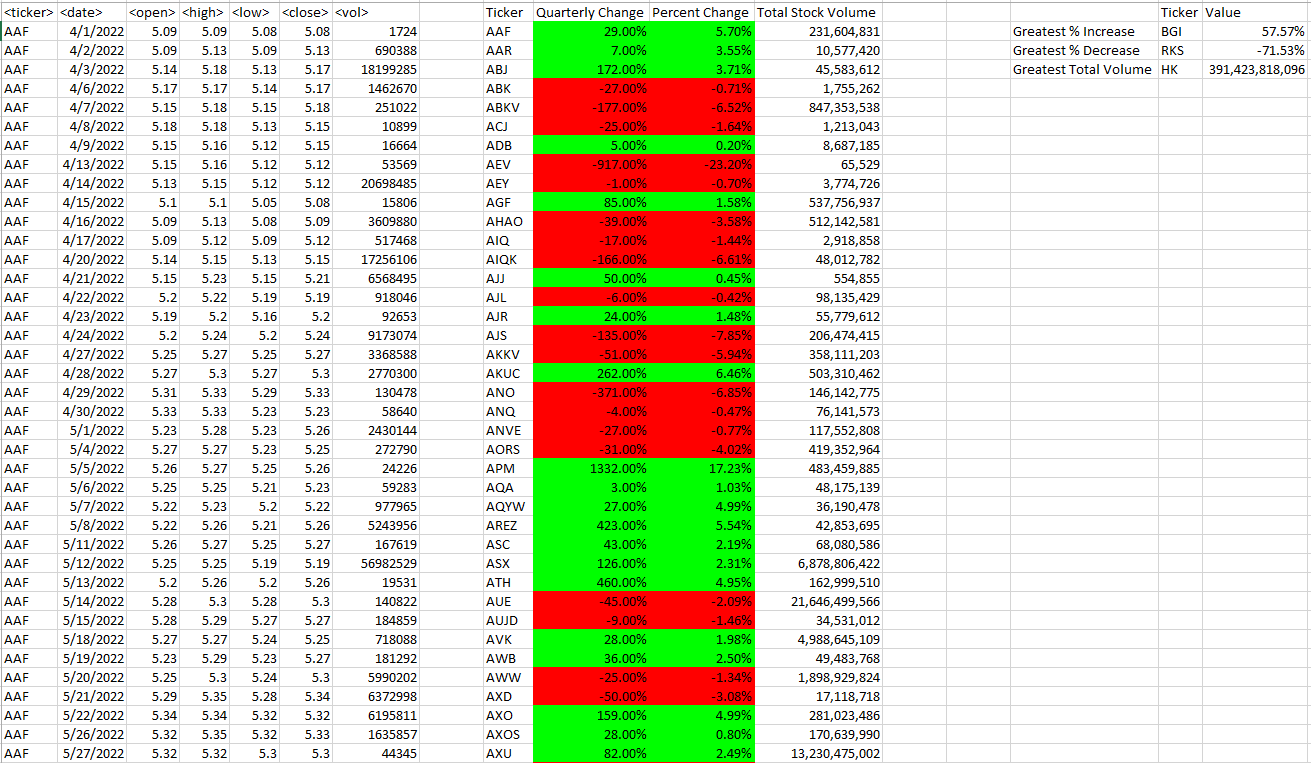 <ticker> <date> <open> <high> <low> <close> <vol> Ticker Quarterly Change Percent Change Total Stock Volume Ticker Value
AAF 4/1/2022 5.09 5.09 5.08 5.08 1724 AAF 29.00% 5.70% 231,604,831 Greatest % Increase BGI 57.57%
AAF 4/2/2022 5.09 5.13 5.09 5.13 690388 AAR 7.00% 3.55% 10,577,420 Greatest % Decrease RKS -71.53%
AAF 4/3/2022 5.14 5.18 5.13 5.17 18199285 ABJ 172.00% 3.71% 45,583,612 Greatest Total Volume HK 391,423,818,096
AAF 4/6/2022 5.17 5.17 5.14 5.17 1462670 ABK -27.00% -0.71% 1,755,262
AAF 4/7/2022 5.15 5.18 5.15 5.18 251022 ABKV -177.00% -6.52% 847,353,538
AAF 4/8/2022 5.18 5.18 5.13 5.15 10899 ACJ -25.00% -1.64% 1,213,043
AAF 4/9/2022 5.15 5.16 5.12 5.15 16664 ADB 5.00% 0.20% 8,687,185
AAF 4/13/2022 5.15 5.16 5.12 5.12 53569 AEV -917.00% -23.20% 65,529
AAF 4/14/2022 5.13 5.15 5.12 5.12 20698485 AEY -1.00% -0.70% 3,774,726
AAF 4/15/2022 5.1 5.1 5.05 5.08 15806 AGF 85.00% 1.58% 537,756,937
AAF 4/16/2022 5.09 5.13 5.08 5.09 3609880 AHAO -39.00% -3.58% 512,142,581
AAF 4/17/2022 5.09 5.12 5.09 5.12 517468 AIQ -17.00% -1.44% 2,918,858
AAF 4/20/2022 5.14 5.15 5.13 5.15 17256106 AIQK -166.00% -6.61% 48,012,782
AAF 4/21/2022 5.15 5.23 5.15 5.21 6568495 AJJ 50.00% 0.45% 554,855
AAF 4/22/2022 5.2 5.22 5.19 5.19 918046 AJL -6.00% -0.42% 98,135,429
AAF 4/23/2022 5.19 5.2 5.16 5.2 92653 AJR 24.00% 1.48% 55,779,612
AAF 4/24/2022 5.2 5.24 5.2 5.24 9173074 AJS -135.00% -7.85% 206,474,415
AAF 4/27/2022 5.25 5.27 5.25 5.27 3368588 AKKV -51.00% -5.94% 358,111,203
AAF 4/28/2022 5.27 5.3 5.27 5.3 2770300 AKUC 262.00% 6.46% 503,310,462
AAF 4/29/2022 5.31 5.33 5.29 5.33 130478 ANO -371.00% -6.85% 146,142,775
AAF 4/30/2022 5.33 5.33 5.23 5.23 58640 ANQ -4.00% -0.47% 76,141,573
AAF 5/1/2022 5.23 5.28 5.23 5.26 2430144 ANVE -27.00% -0.77% 117,552,808
AAF 5/4/2022 5.27 5.27 5.23 5.25 272790 AORS -31.00% -4.02% 419,352,964
AAF 5/5/2022 5.26 5.27 5.25 5.26 24226 APM 1332.00% 17.23% 483,459,885
AAF 5/6/2022 5.25 5.25 5.21 5.23 59283 AQA 3.00% 1.03% 48,175,139
AAF 5/7/2022 5.22 5.23 5.2 5.22 977965 AQYW 27.00% 4.99% 36,190,478
AAF 5/8/2022 5.22 5.26 5.21 5.26 5243956 AREZ 423.00% 5.54% 42,853,695
AAF 5/11/2022 5.26 5.27 5.25 5.27 167619 ASC 43.00% 2.19% 68,080,586
AAF 5/12/2022 5.25 5.25 5.19 5.19 56982529 ASX 126.00% 2.31% 6,878,806,422
AAF 5/13/2022 5.2 5.26 5.2 5.26 19531 ATH 460.00% 4.95% 162,999,510
AAF 5/14/2022 5.28 5.3 5.28 5.3 140822 AUE -45.00% -2.09% 21,646,499,566
AAF 5/15/2022 5.28 5.29 5.27 5.27 184859 AUJD -9.00% -1.46% 34,531,012
AAF 5/18/2022 5.27 5.27 5.24 5.25 718088 AVK 28.00% 1.98% 4,988,645,109
AAF 5/19/2022 5.23 5.29 5.23 5.27 181292 AWB 36.00% 2.50% 49,483,768
AAF 5/20/2022 5.25 5.3 5.24 5.3 5990202 AWW -25.00% -1.34% 1,898,929,824
AAF 5/21/2022 5.29 5.35 5.28 5.34 6372998 AXD -50.00% -3.08% 17,118,718
AAF 5/22/2022 5.34 5.34 5.32 5.32 6195811 AXO 159.00% 4.99% 281,023,486
AAF 5/26/2022 5.32 5.35 5.32 5.33 1635857 AXOS 28.00% 0.80% 170,639,990
AAF 5/27/2022 5.32 5.32 5.3 5.3 44345 AXU 82.00% 2.49% 13,230,475,002